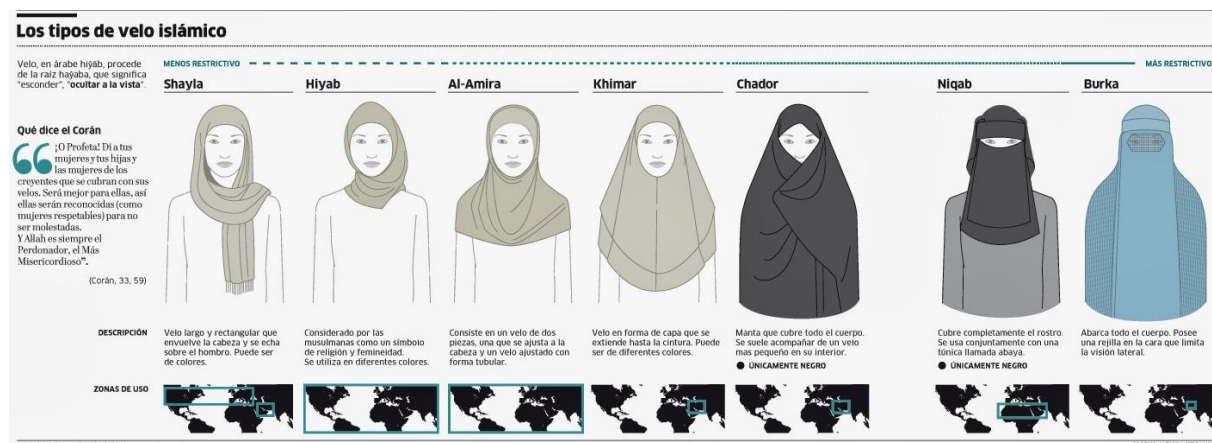 Los tipos de velo islámico
Velo, en árabe hiŷāb, procede
de la raíz haŷaba, que significa
"esconder", "ocultar a la vista".
Qué dice el Corán
“ ¡O Profeta! Di a tus
mujeres y tus hijas y
las mujeres de los
creyentes que se cubran con sus
velos. Será mejor para ellas, así
ellas serán reconocidas (como
mujeres respetables) para no
ser molestadas.
Y Allah es siempre el
Perdonador, el Más
Misericordioso”.
(Corán, 33, 59)
MENOS RESTRICTIVO
MÁS RESTRICTIVO
Shayla
Hiyab
Al-Amira
Khimar
Chador
Niqab
Burka
DESCRIPCIÓN
Velo largo y rectangular que
envuelve la cabeza y se echa
sobre el hombro. Puede ser
de colores.
Considerado por las
musulmanas como un símbolo
de religión y femineidad.
Se utiliza en diferentes colores.
Consiste en un velo de dos
piezas, una que se ajusta a la
cabeza y un velo ajustado con
forma tubular.
Velo en forma de capa que se
extiende hasta la cintura. Puede
ser de diferentes colores.
Manta que cubre todo el cuerpo.
Se suele acompañar de un velo
mas pequeño en su interior.
● ÚNICAMENTE NEGRO
Cubre completamente el rostro.
Se usa conjuntamente con una
túnica llamada abaya.
● ÚNICAMENTE NEGRO
Abarca todo el cuerpo. Posee
una rejilla en la cara que limita
la visión lateral.
ZONAS DE USO